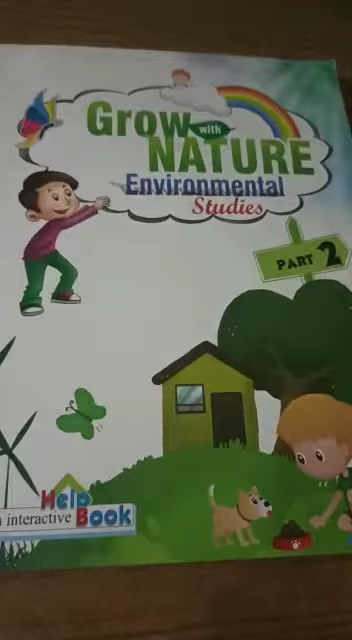 Grow with
NATURE
Environmental
Studies
PART 2
Help
interactive Book